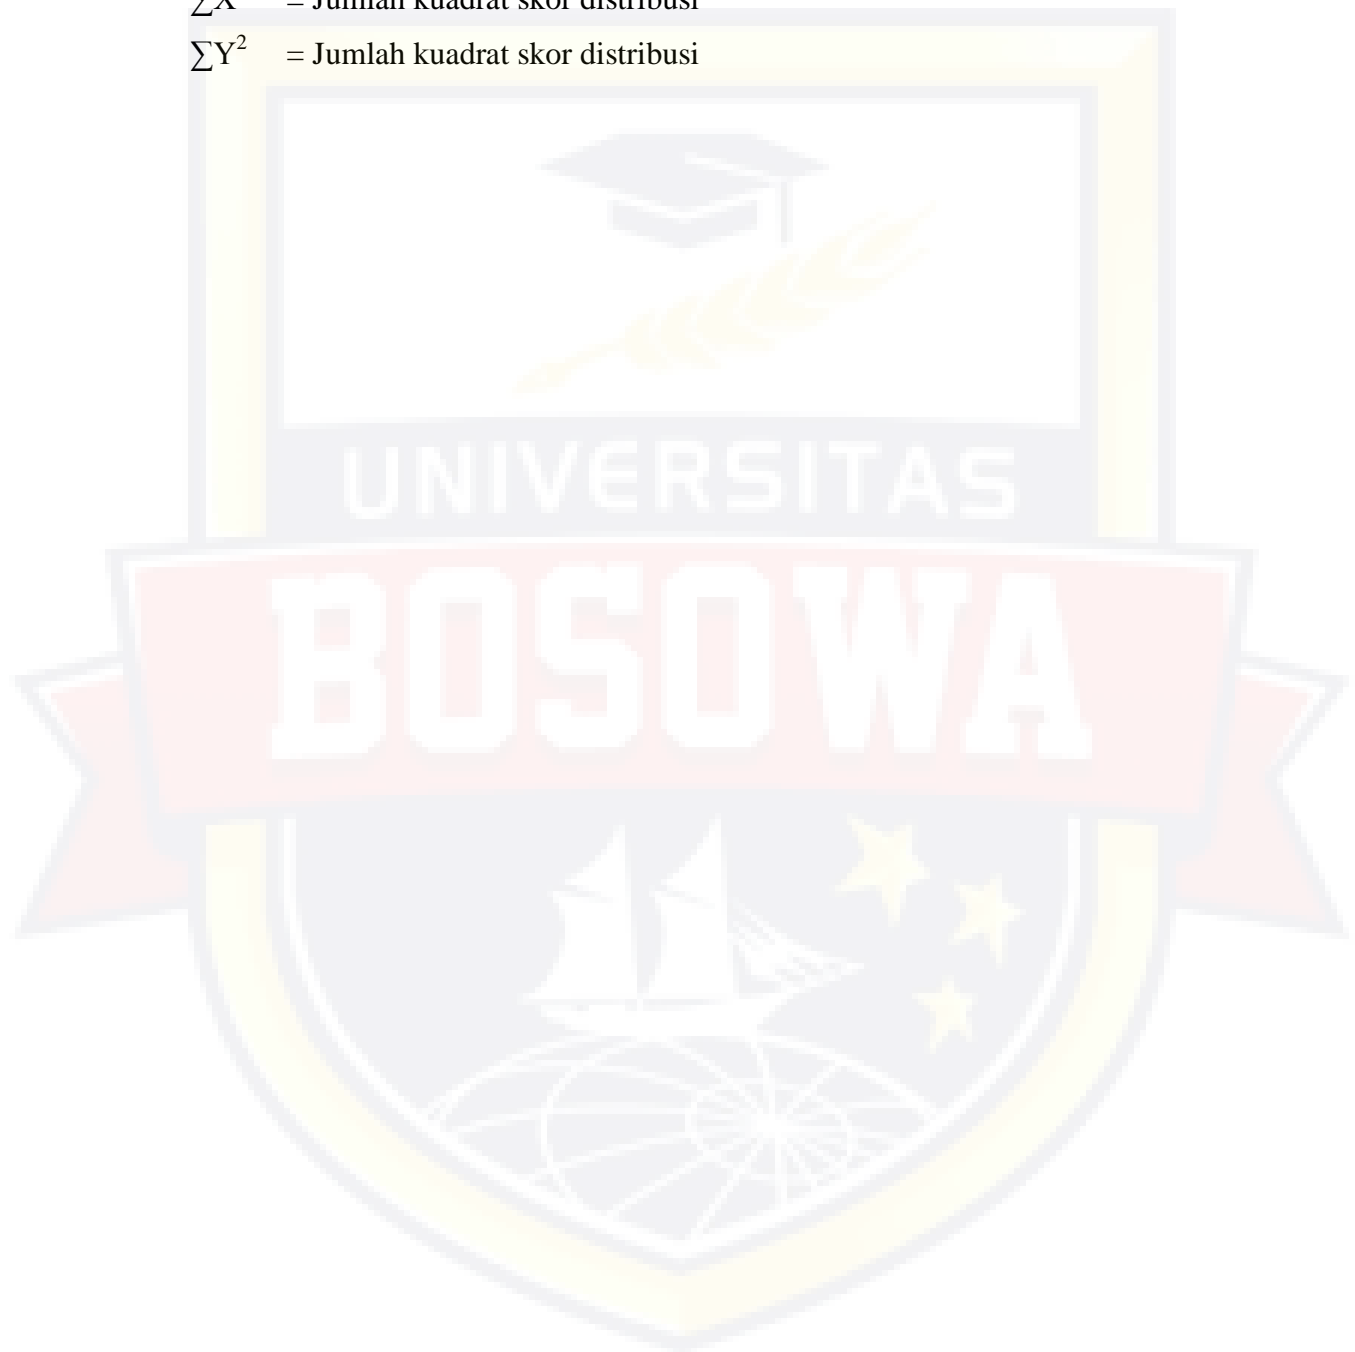 ∑X = Jumlah kuadrat skor distribusi
∑Y² = Jumlah kuadrat skor distribusi
UNIVERSITAS
BOSOWA